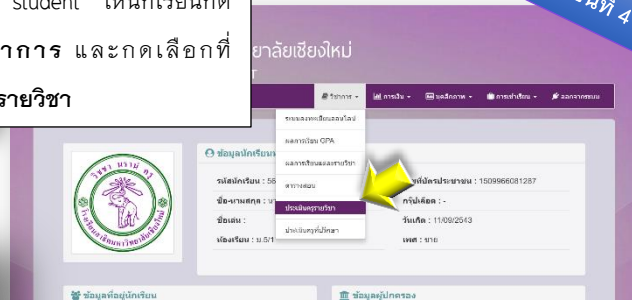 student ให้นักเรียนกด
าการ และกดเลือกที่
รายวิชา
นที่ 4
ยาลัยเชียงใหม่
วิชาการ
การเงิน
บุคลิกภาพ
การเช่าเรียน
ออกจากระบบ
ระบบลงทะเบียนออนไลน์
ผลการเรียน GPA
ผลการเรียนแต่ละรายวิชา
ตารางสอน
ประเมินครูรายวิชา
ประเมินครูที่ปรึกษา
ข้อมูลนักเรียน
รหัสนักเรียน : 56
ที่บัตรประชาชน : 1509966081287
ชื่อ-นามสกุล : นา
กรุ๊ปเลือด : -
ชื่อเล่น :
วันเกิด : 11/09/2543
ห้องเรียน : ม.5/1
เพศ : ชาย
ข้อมูลที่อยู่นักเรียน
ข้อมูลผู้ปกครอง